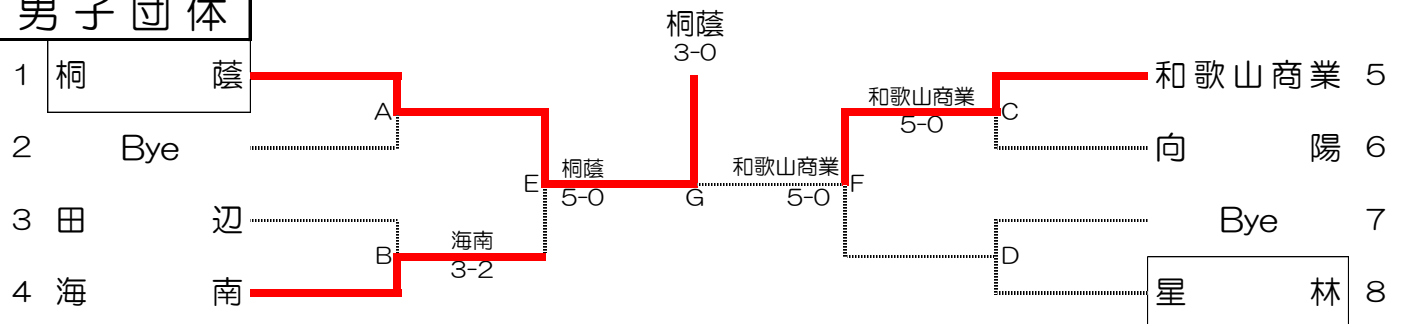 男子団体
桐蔭
3-0
1 桐蔭
和歌山商業 5
A
和歌山商業
5-0
C
2 Bye
向陽 6
E
桐蔭
5-0
G
和歌山商業
5-0
F
3 田辺
Bye 7
B
海南
3-2
D
4 海南
星林 8